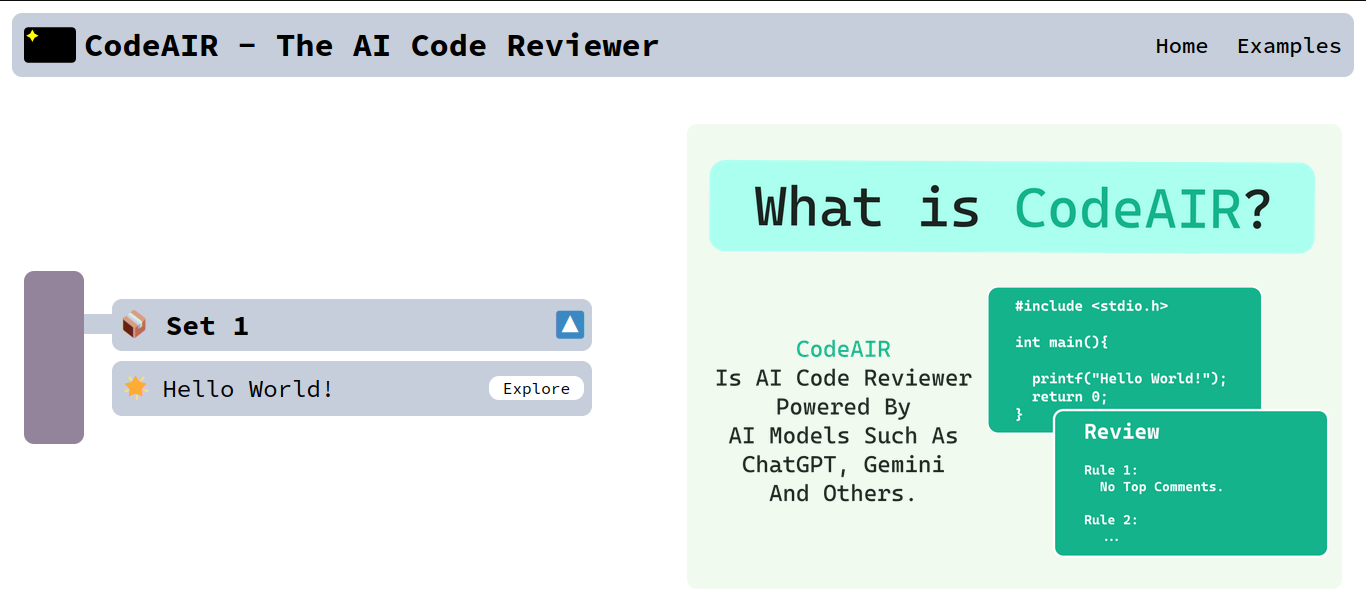 CodeAIR - The AI Code Reviewer
Home Examples
Set 1
Hello World!
Explore
What is CodeAIR?
CodeAIR
Is AI Code Reviewer
Powered By
AI Models Such As
ChatGPT, Gemini
And Others.
#include <stdio.h>
int main(){
printf("Hello World!");
return 0;
}
Review
Rule 1:
No Top Comments.
Rule 2:
...